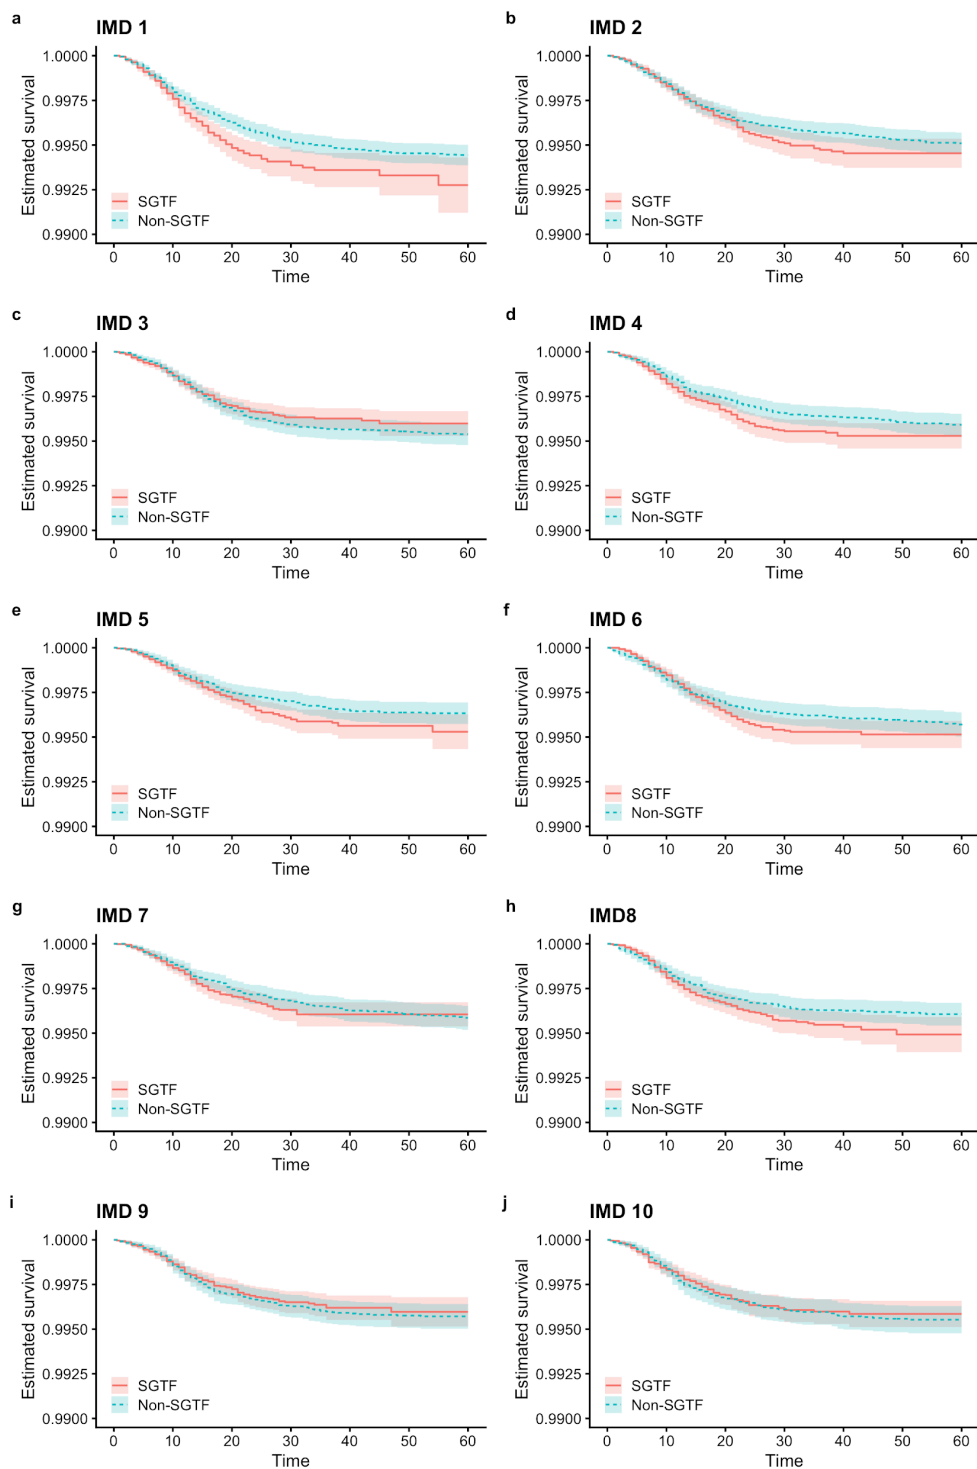 a
IMD 1
Estimated survival
1.0000
0.9975
0.9950
0.9925
0.9900
SGTF
Non-SGTF
0 10 20 30 40 50 60
Time
b
IMD 2
Estimated survival
1.0000
0.9975
0.9950
0.9925
0.9900
SGTF
Non-SGTF
0 10 20 30 40 50 60
Time
c
IMD 3
Estimated survival
1.0000
0.9975
0.9950
0.9925
0.9900
SGTF
Non-SGTF
0 10 20 30 40 50 60
Time
d
IMD 4
Estimated survival
1.0000
0.9975
0.9950
0.9925
0.9900
SGTF
Non-SGTF
0 10 20 30 40 50 60
Time
e
IMD 5
Estimated survival
1.0000
0.9975
0.9950
0.9925
0.9900
SGTF
Non-SGTF
0 10 20 30 40 50 60
Time
f
IMD 6
Estimated survival
1.0000
0.9975
0.9950
0.9925
0.9900
SGTF
Non-SGTF
0 10 20 30 40 50 60
Time
g
IMD 7
Estimated survival
1.0000
0.9975
0.9950
0.9925
0.9900
SGTF
Non-SGTF
0 10 20 30 40 50 60
Time
h
IMD8
Estimated survival
1.0000
0.9975
0.9950
0.9925
0.9900
SGTF
Non-SGTF
0 10 20 30 40 50 60
Time
i
IMD 9
Estimated survival
1.0000
0.9975
0.9950
0.9925
0.9900
SGTF
Non-SGTF
0 10 20 30 40 50 60
Time
j
IMD 10
Estimated survival
1.0000
0.9975
0.9950
0.9925
0.9900
SGTF
Non-SGTF
0 10 20 30 40 50 60
Time